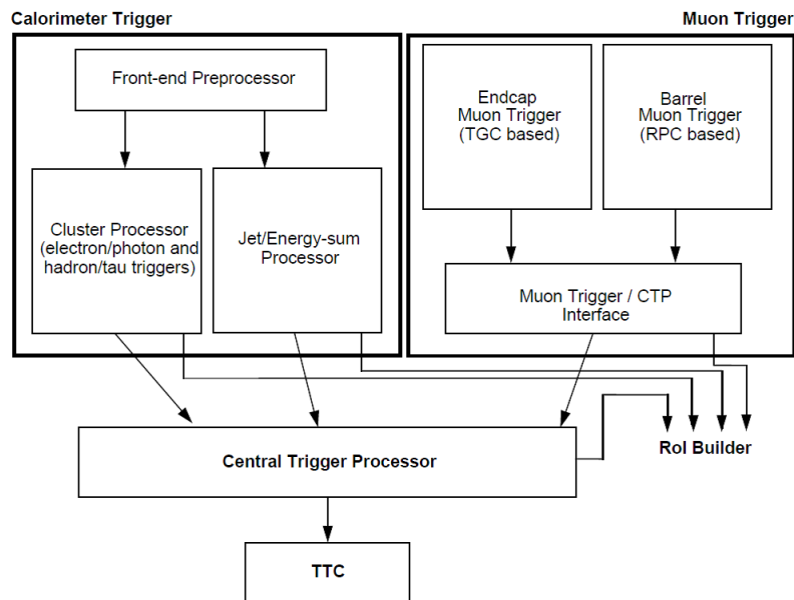 Calorimeter Trigger
Muon Trigger
Front-end Preprocessor
Endcap
Muon Trigger
(TGC based)
Barrel
Muon Trigger
(RPC based)
Cluster Processor
(electron/photon and
hadron/tau triggers)
Jet/Energy-sum
Processor
Muon Trigger / CTP
Interface
Central Trigger Processor
RoI Builder
TTC